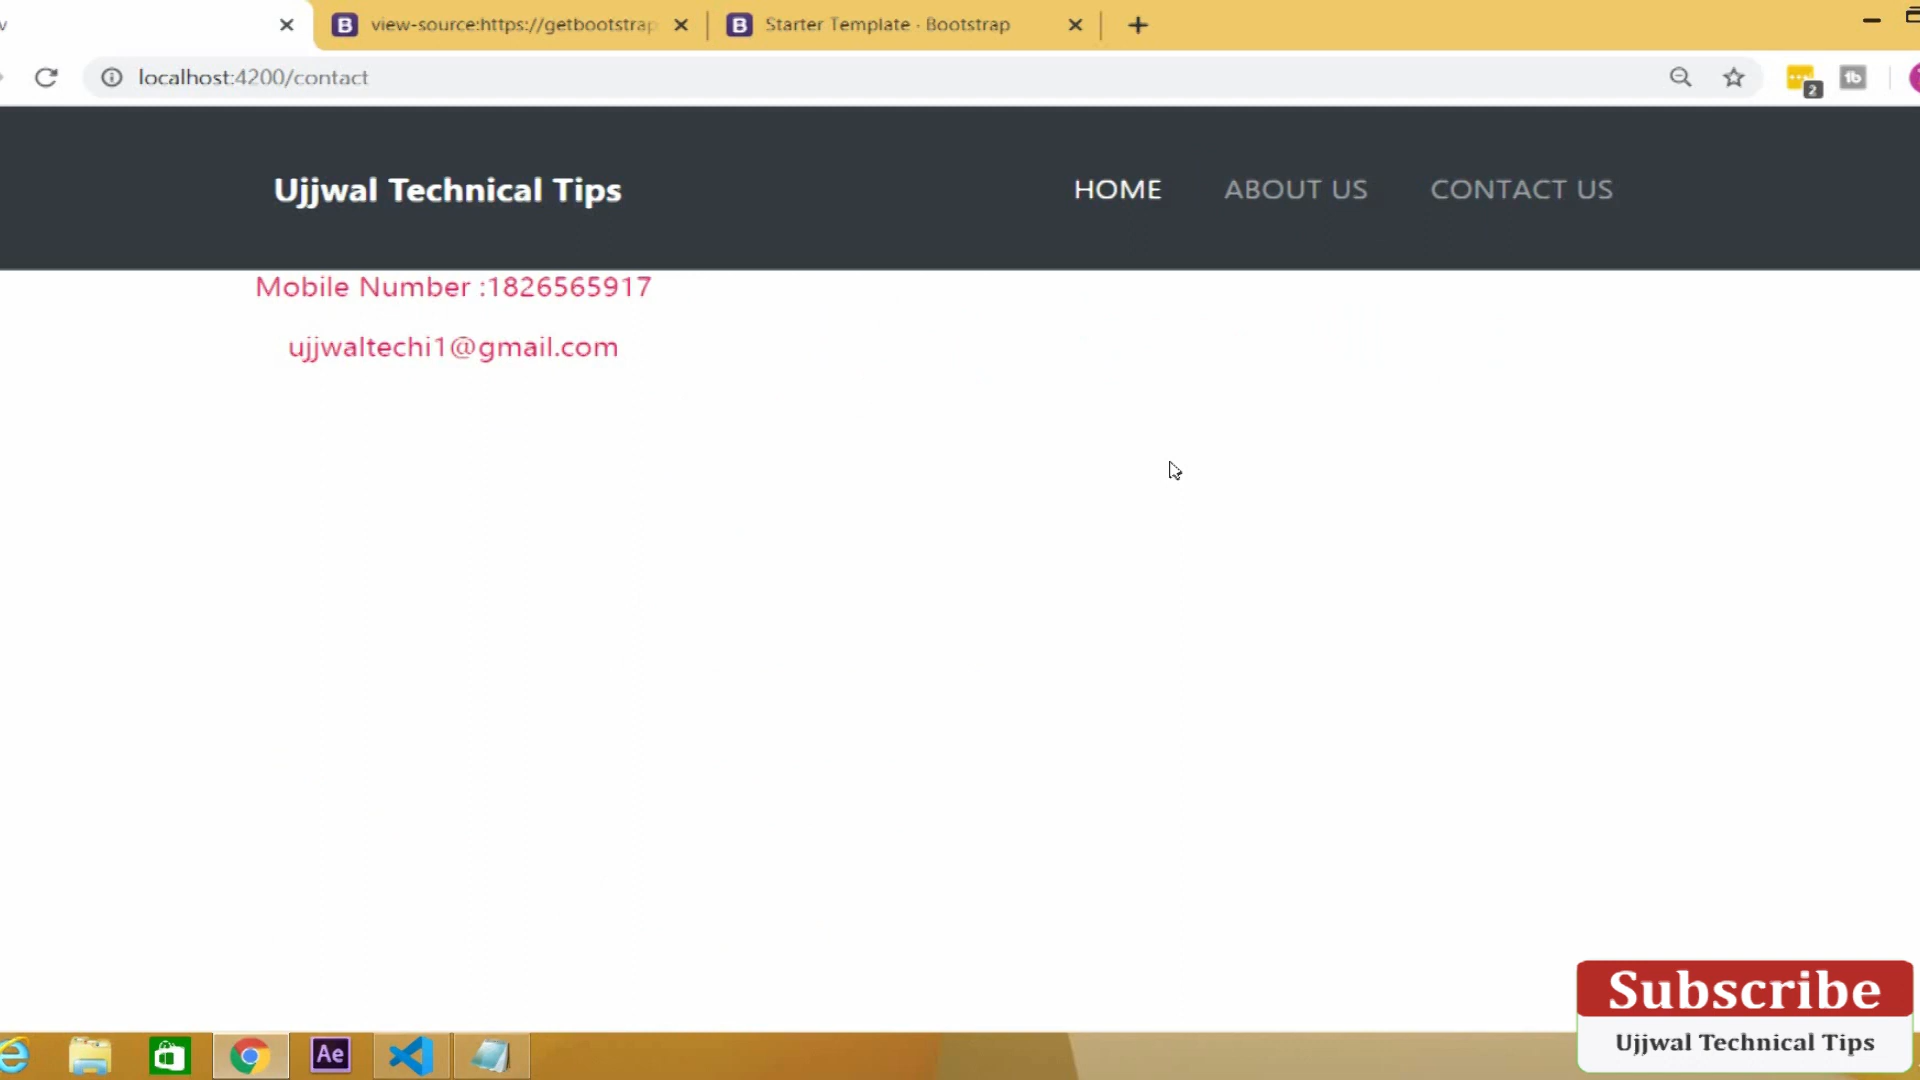 view-source:https://getbootstrap
Starter Template · Bootstrap
localhost:4200/contact
2
Ujjwal Technical Tips
HOME
ABOUT US
CONTACT US
Mobile Number :1826565917
ujjwaltechi1@gmail.com
Ae
Subscribe
Ujjwal Technical Tips